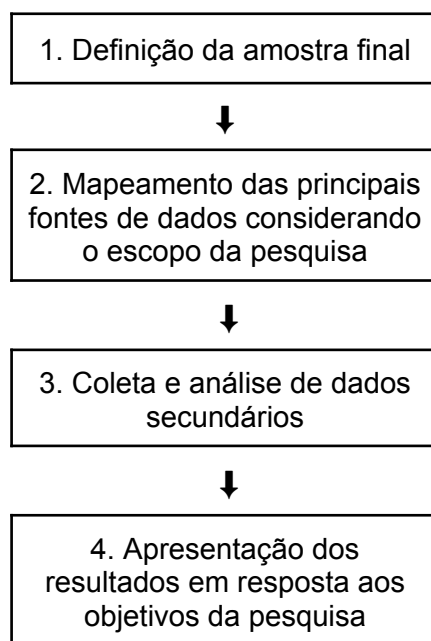 1. Definição da amostra final
2. Mapeamento das principais
fontes de dados considerando
o escopo da pesquisa
3. Coleta e análise de dados
secundários
4. Apresentação dos
resultados em resposta aos
objetivos da pesquisa